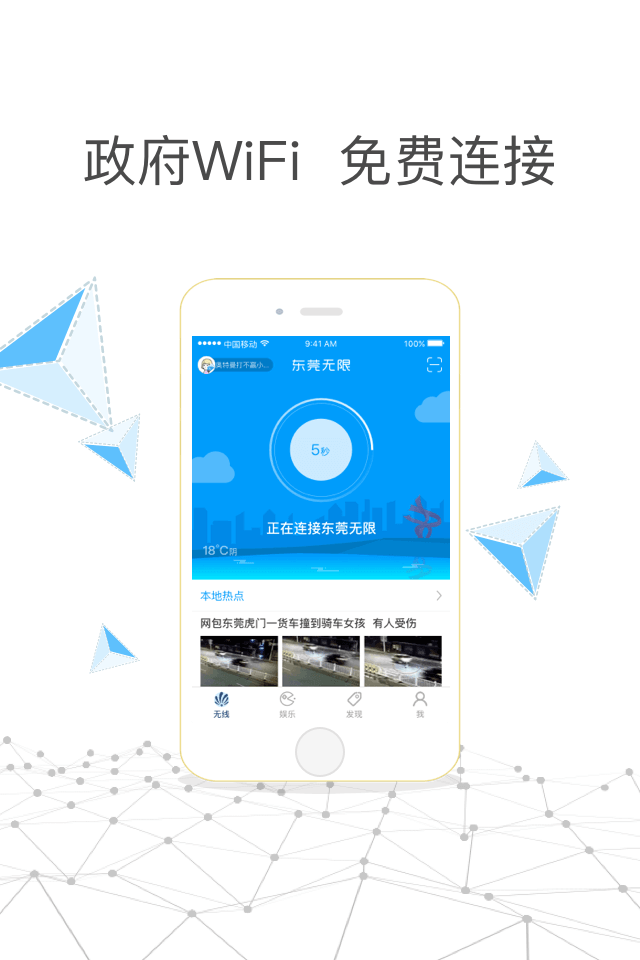 政府WiFi 免费连接
中国移动 9:41 AM 100%
奥特曼打不赢小... 东莞无限
5秒
正在连接东莞无限
18°C阴
本地热点
网包东莞虎门一货车撞到骑车女孩 有人受伤
无线 娱乐 发现 我